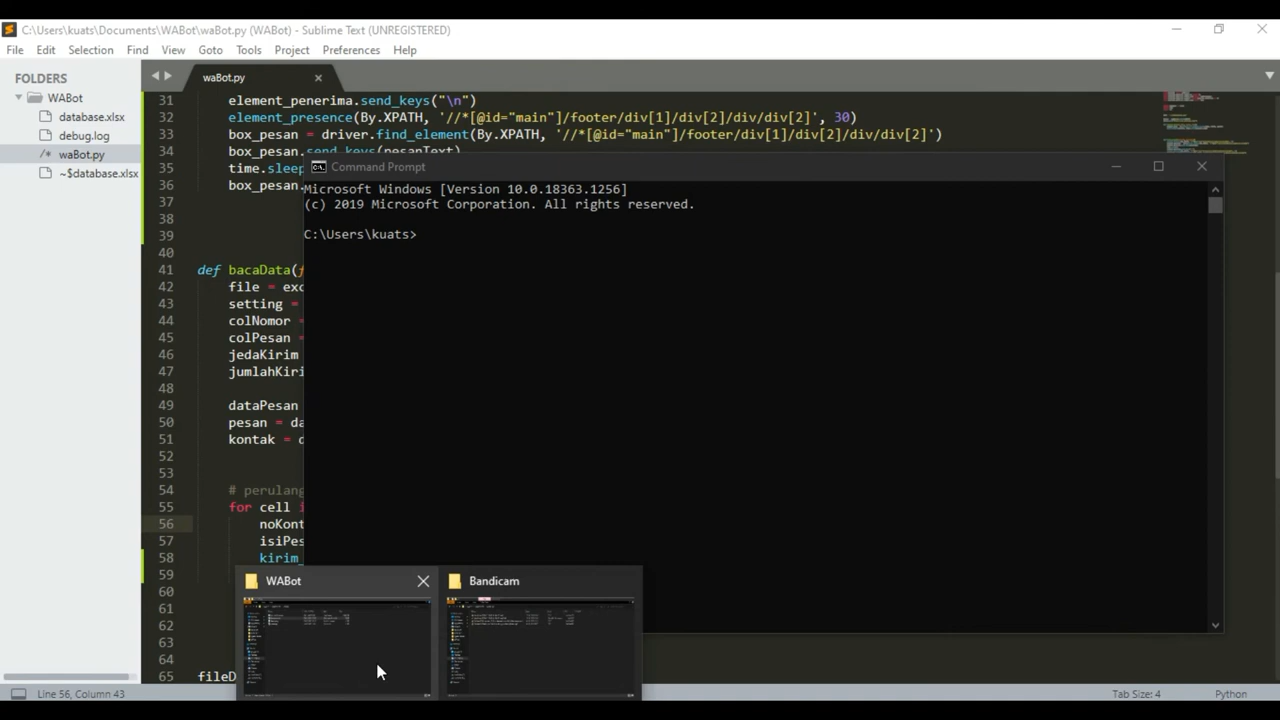 C:\Users\kuats\Documents\WABot\waBot.py (WABot) - Sublime Text (UNREGISTERED)
File Edit Selection Find View Goto Tools Project Preferences Help
FOLDERS
WABot
database.xlsx
debug.log
/* waBot.py
~$database.xlsx
waBot.py
31 element_penerima.send_keys("\n")
32 element_presence(By.XPATH, '//*[@id="main"]/footer/div[1]/div[2]/div/div[2]', 30)
33 box_pesan = driver.find_element(By.XPATH, '//*[@id="main"]/footer/div[1]/div[2]/div/div[2]')
34 box_pesan.send_keys(pesanText)
35 time.sleep
36 box_pesan.
37
38
39
40
41 def bacaData(
42 file = exc
43 setting =
44 colNomor =
45 colPesan =
46 jedaKirim
47 jumlahKiri
48
49 dataPesan
50 pesan = da
51 kontak = d
52
53
54 # perulang
55 for cell i
56 noKont
57 isiPes
58 kirim_
59
60
61
62
63
64
65 fileD
Command Prompt
Microsoft Windows [Version 10.0.18363.1256]
(c) 2019 Microsoft Corporation. All rights reserved.
C:\Users\kuats>
WABot
Bandicam
Line 56, Column 43
Tab Size: 4
Python